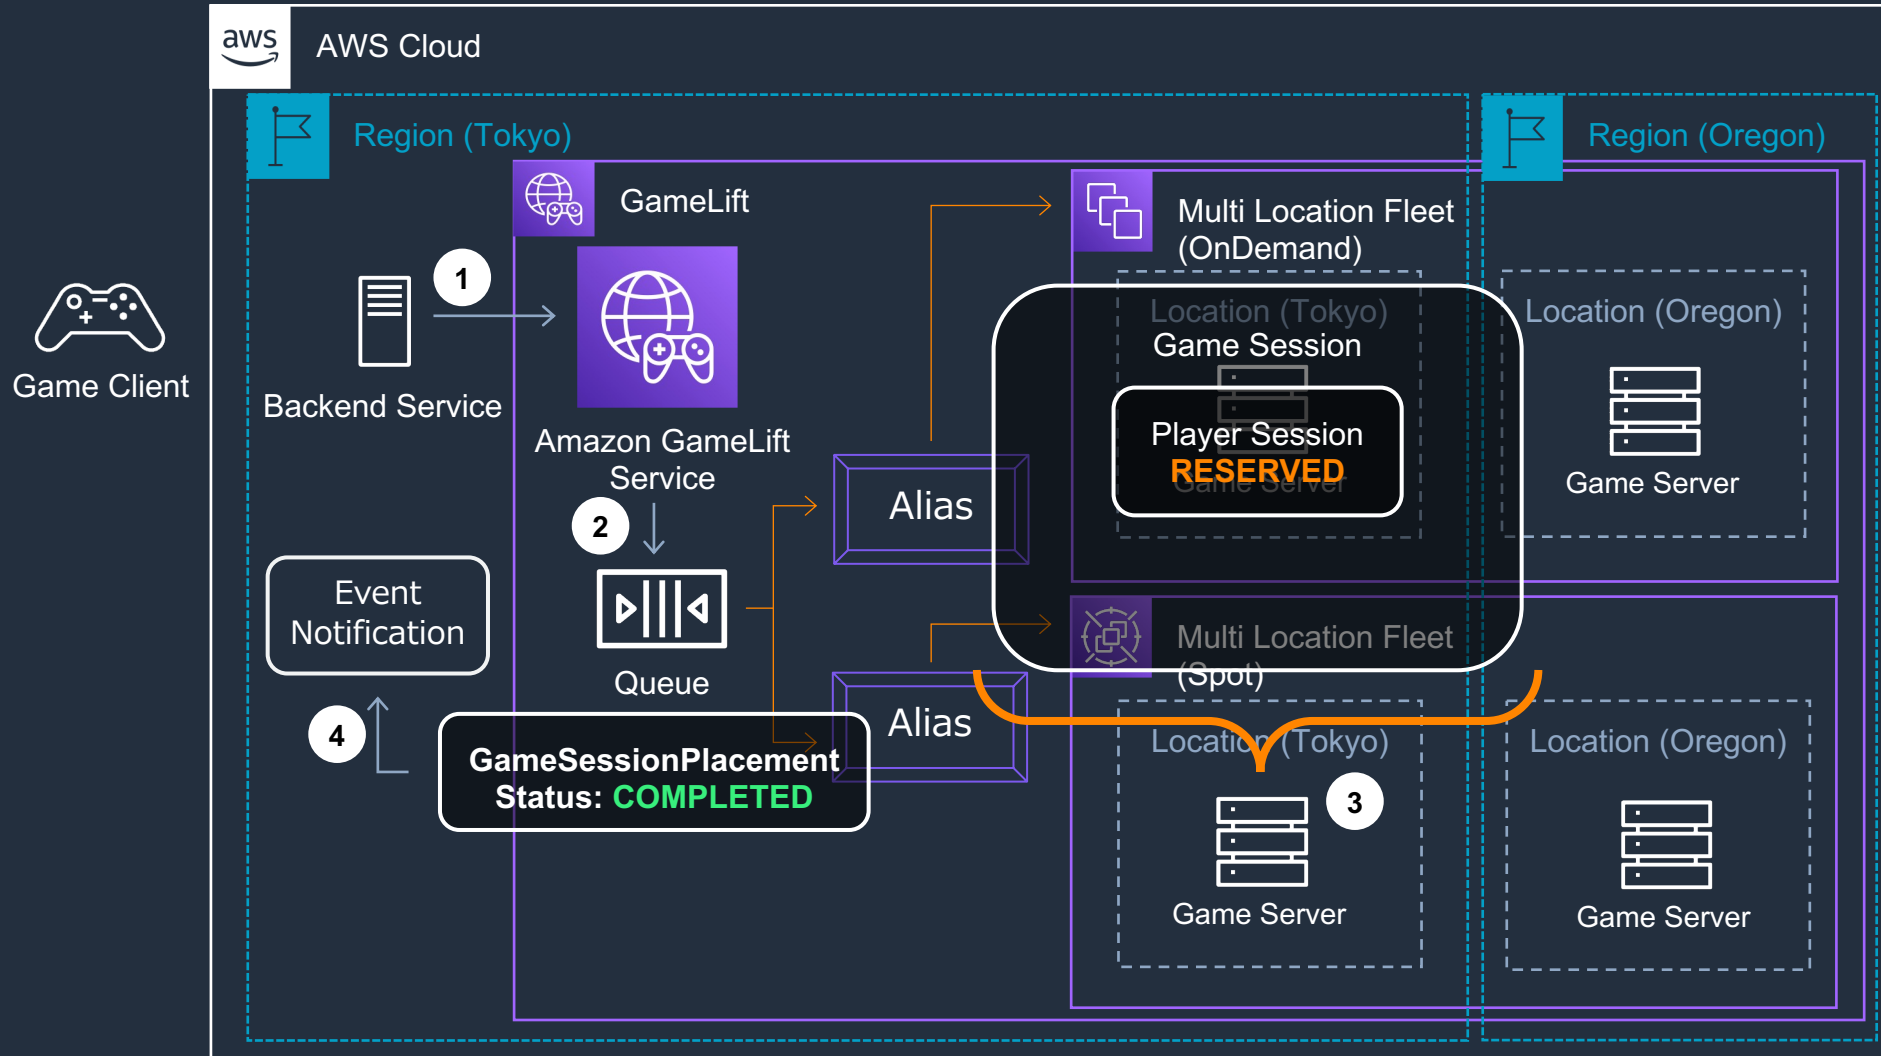 aws
AWS Cloud
Region (Tokyo)
Region (Oregon)
GameLift
Multi Location Fleet
(OnDemand)
1
Game Client
Backend Service
Amazon GameLift
Service
2
Alias
Location (Tokyo)
Game Session
Player Session
RESERVED
Game Server
Location (Oregon)
Game Server
Event
Notification
Queue
4
GameSessionPlacement
Status: COMPLETED
Alias
Multi Location Fleet
(Spot)
Location (Tokyo)
3
Game Server
Location (Oregon)
Game Server